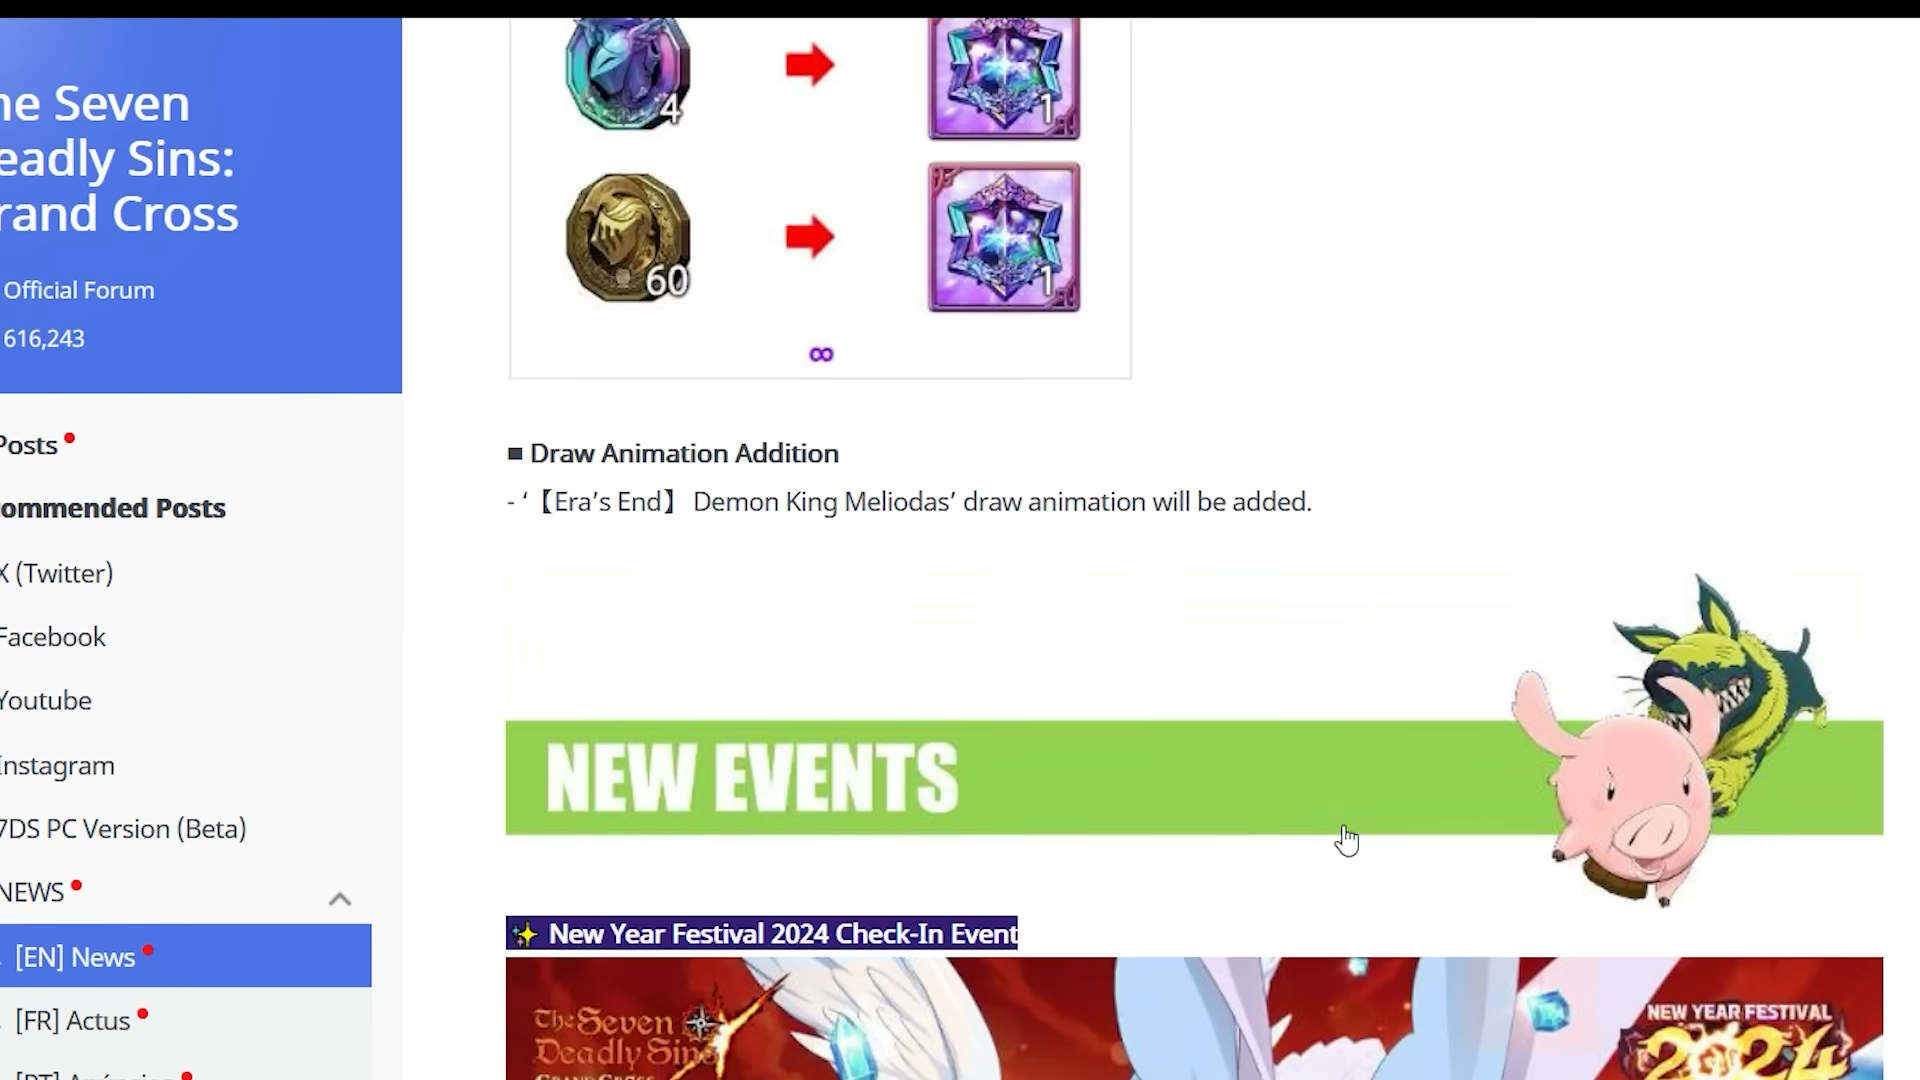 he Seven
eadly Sins:
rand Cross
Official Forum
616,243
Posts
ommended Posts
X (Twitter)
Facebook
Youtube
Instagram
7DS PC Version (Beta)
NEWS
[EN] News
[FR] Actus
4
1
60
1
∞
■ Draw Animation Addition
- ‘【Era’s End】 Demon King Meliodas’ draw animation will be added.
NEW EVENTS
✨ New Year Festival 2024 Check-In Event
The Seven
Deadly Sins
GRAND CROSS
NEW YEAR FESTIVAL
2024